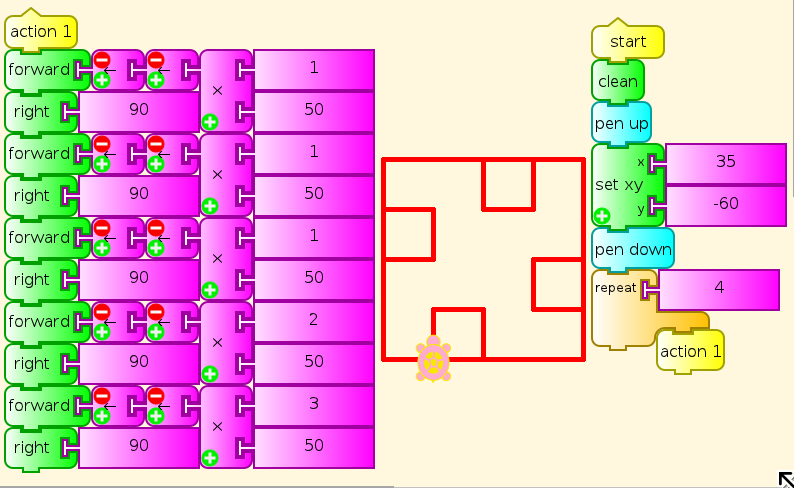 action 1
forward ← ← × 1
right 90 50
forward ← ← × 1
right 90 50
forward ← ← × 1
right 90 50
forward ← ← × 2
right 90 50
forward ← ← × 3
right 90 50
start
clean
pen up
set xy x 35
y -60
pen down
repeat 4
action 1